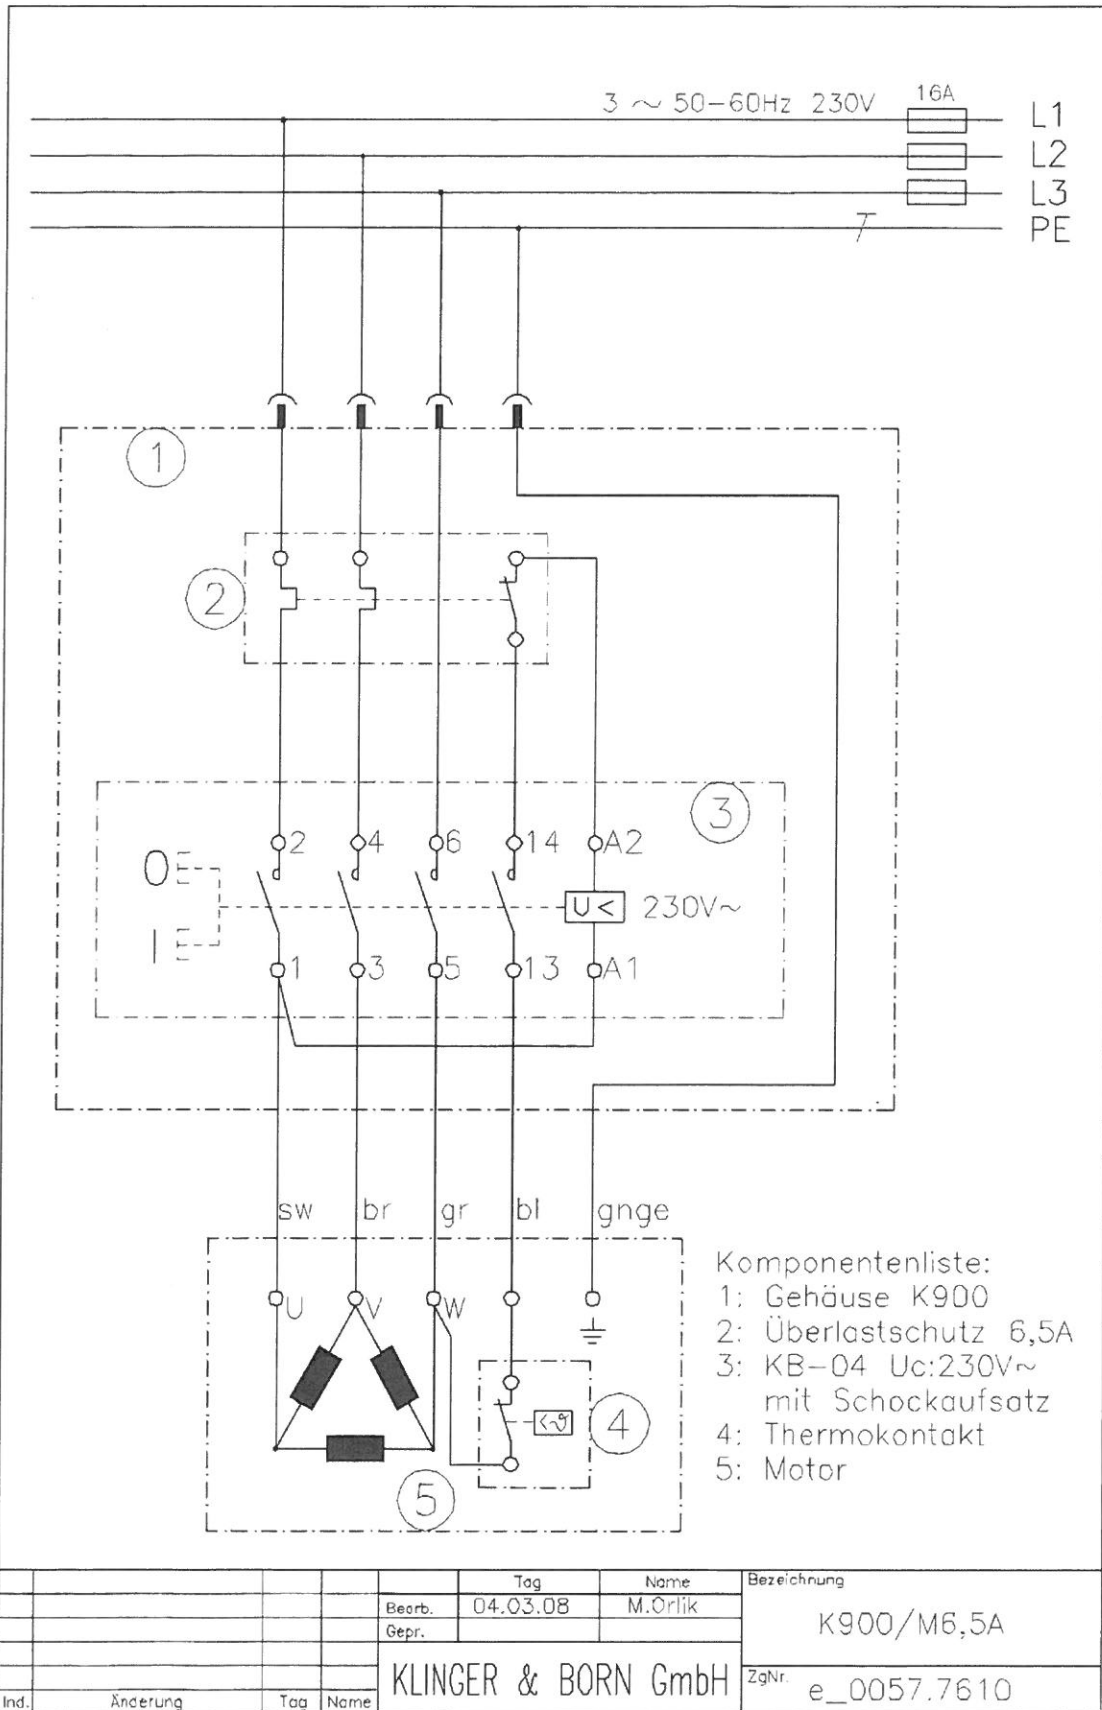 3 ~ 50-60Hz 230V
16A
L1
L2
L3
PE
1
2
3
2
4
6
14
A2
0
U<
230V~
I
1
3
5
13
A1
sw
br
gr
bl
gnge
U
V
W
4
5
Komponentenliste:
1: Gehäuse K900
2: Überlastschutz 6,5A
3: KB-04 Uc:230V~
mit Schockaufsatz
4: Thermokontakt
5: Motor
Tag
Name
Bezeichnung
Bearb.
04.03.08
M.Orlik
K900/M6,5A
Gepr.
KLINGER & BORN GmbH
ZgNr.
e_0057.7610
Ind.
Änderung
Tag
Name